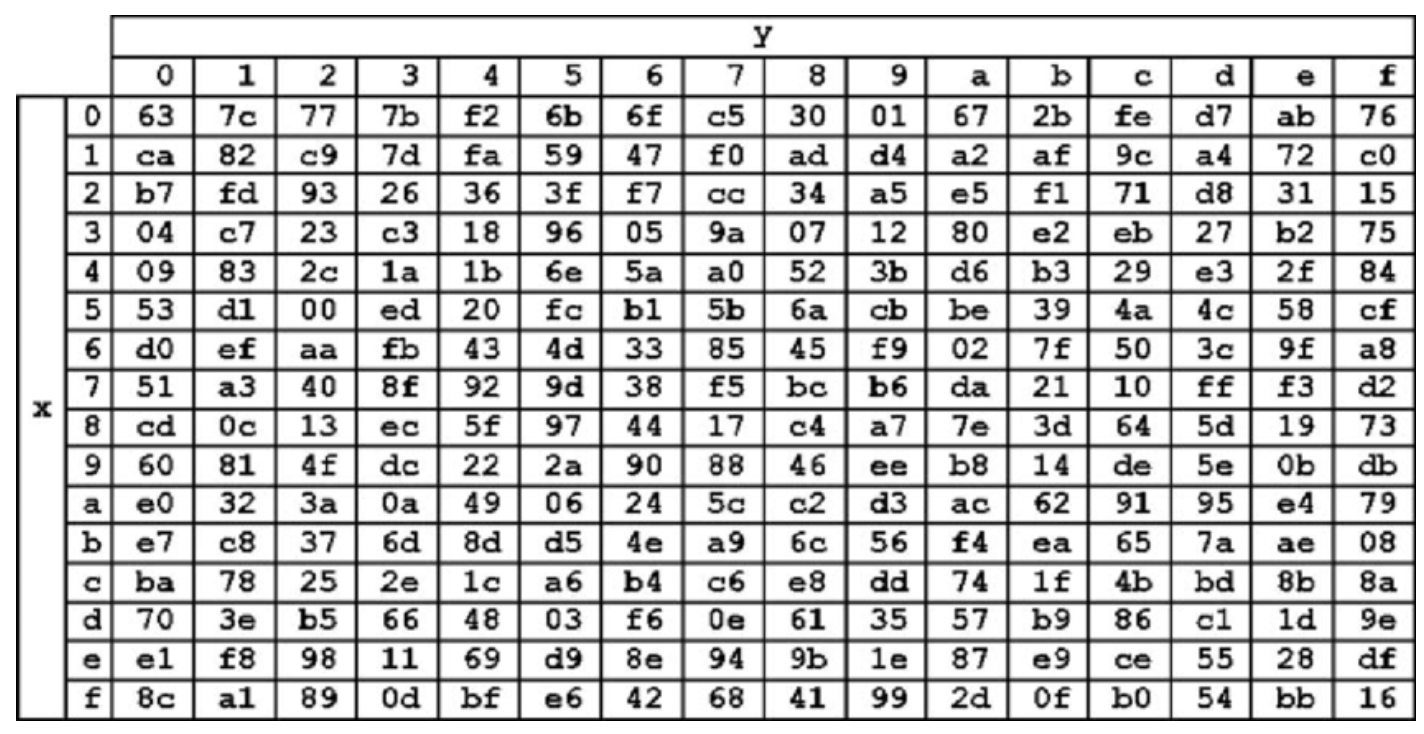 y
0 1 2 3 4 5 6 7 8 9 a b c d e f
0 63 7c 77 7b f2 6b 6f c5 30 01 67 2b fe d7 ab 76
1 ca 82 c9 7d fa 59 47 f0 ad d4 a2 af 9c a4 72 c0
2 b7 fd 93 26 36 3f f7 cc 34 a5 e5 f1 71 d8 31 15
3 04 c7 23 c3 18 96 05 9a 07 12 80 e2 eb 27 b2 75
4 09 83 2c 1a 1b 6e 5a a0 52 3b d6 b3 29 e3 2f 84
5 53 d1 00 ed 20 fc b1 5b 6a cb be 39 4a 4c 58 cf
6 d0 ef aa fb 43 4d 33 85 45 f9 02 7f 50 3c 9f a8
7 51 a3 40 8f 92 9d 38 f5 bc b6 da 21 10 ff f3 d2
x
8 cd 0c 13 ec 5f 97 44 17 c4 a7 7e 3d 64 5d 19 73
9 60 81 4f dc 22 2a 90 88 46 ee b8 14 de 5e 0b db
a e0 32 3a 0a 49 06 24 5c c2 d3 ac 62 91 95 e4 79
b e7 c8 37 6d 8d d5 4e a9 6c 56 f4 ea 65 7a ae 08
c ba 78 25 2e 1c a6 b4 c6 e8 dd 74 1f 4b bd 8b 8a
d 70 3e b5 66 48 03 f6 0e 61 35 57 b9 86 c1 1d 9e
e e1 f8 98 11 69 d9 8e 94 9b 1e 87 e9 ce 55 28 df
f 8c a1 89 0d bf e6 42 68 41 99 2d 0f b0 54 bb 16